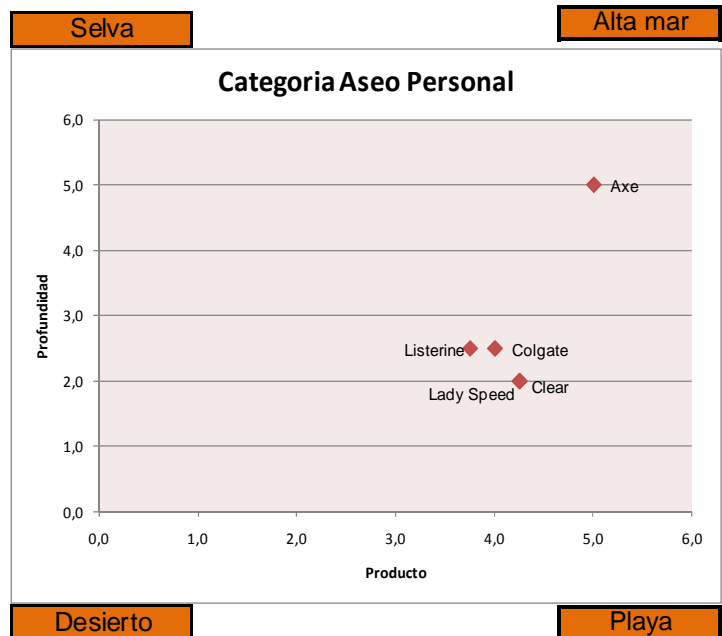 Selva
Alta mar
Categoria Aseo Personal
6,0
5,0
Axe
4,0
Profundidad
3,0
Listerine
Colgate
2,0
Lady Speed
Clear
1,0
0,0
0,0
1,0
2,0
3,0
4,0
5,0
6,0
Producto
Desierto
Playa